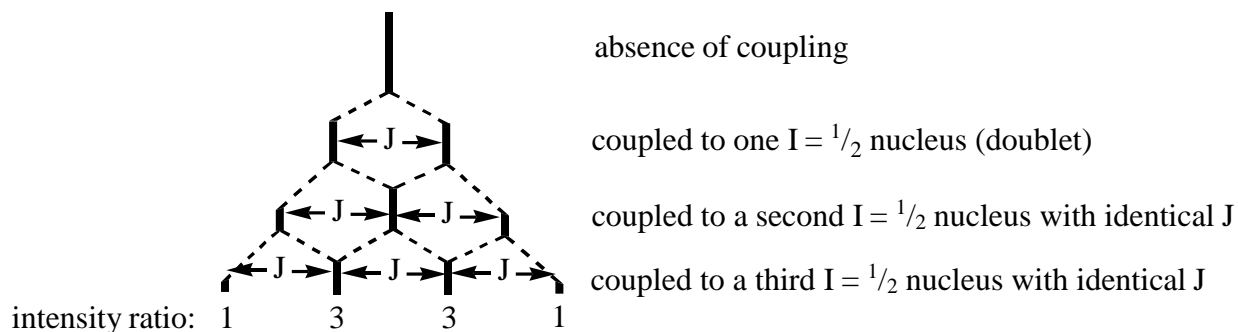 absence of coupling
J coupled to one I = 1/2 nucleus (doublet)
J J coupled to a second I = 1/2 nucleus with identical J
J J J coupled to a third I = 1/2 nucleus with identical J
intensity ratio: 1 3 3 1